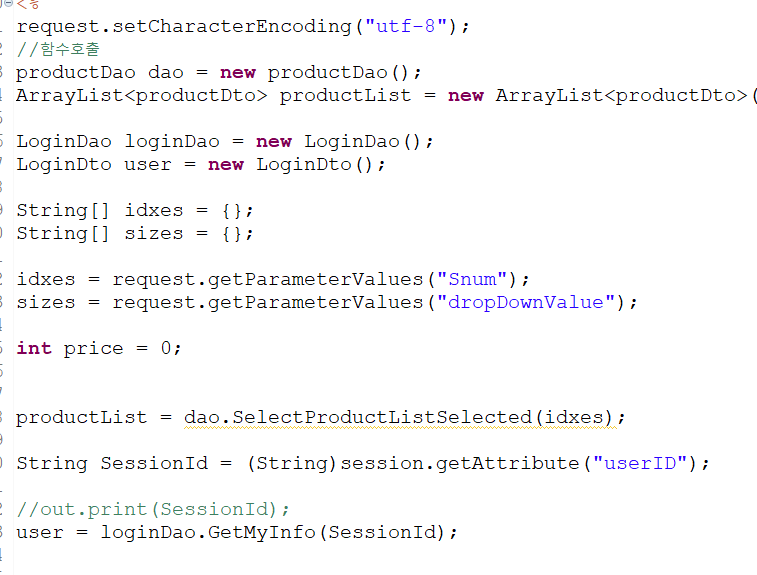 <%
request.setCharacterEncoding("utf-8");
//함수호출
productDao dao = new productDao();
ArrayList<productDto> productList = new ArrayList<productDto>(
LoginDao loginDao = new LoginDao();
LoginDto user = new LoginDto();
String[] idxes = {};
String[] sizes = {};
idxes = request.getParameterValues("Snum");
sizes = request.getParameterValues("dropDownValue");
int price = 0;
productList = dao.SelectProductListSelected(idxes);
String SessionId = (String)session.getAttribute("userID");
//out.print(SessionId);
user = loginDao.GetMyInfo(SessionId);